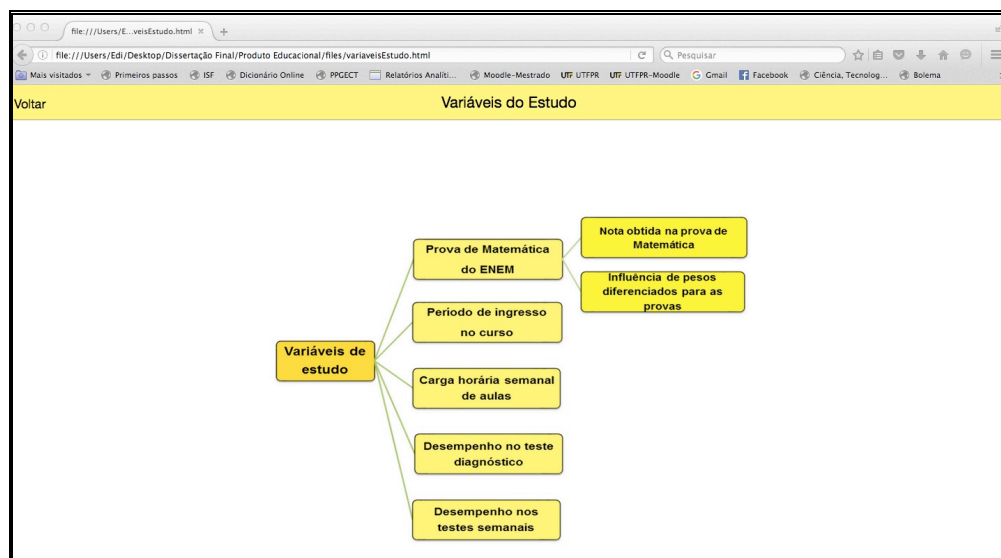 file:///Users/E...veisEstudo.html × +
file:///Users/Edi/Desktop/Dissertação Final/Produto Educacional/files/variaveisEstudo.html
Pesquisar
Mais visitados Primeiros passos ISF Dicionário Online PPGECT Relatórios Analíti... Moodle-Mestrado UTFPR UTFPR-Moodle Gmail Facebook Ciência, Tecnolog... Bolema
Voltar
Variáveis do Estudo
Variáveis de
estudo
Prova de Matemática
do ENEM
Nota obtida na prova de
Matemática
Influência de pesos
diferenciados para as
provas
Periodo de ingresso
no curso
Carga horária semanal
de aulas
Desempenho no teste
diagnóstico
Desempenho nos
testes semanais